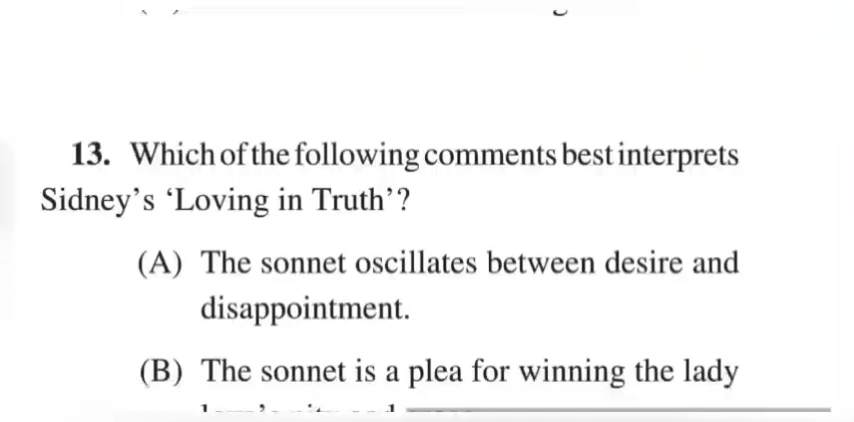 13. Which of the following comments best interprets
Sidney’s ‘Loving in Truth’?
(A) The sonnet oscillates between desire and
disappointment.
(B) The sonnet is a plea for winning the lady